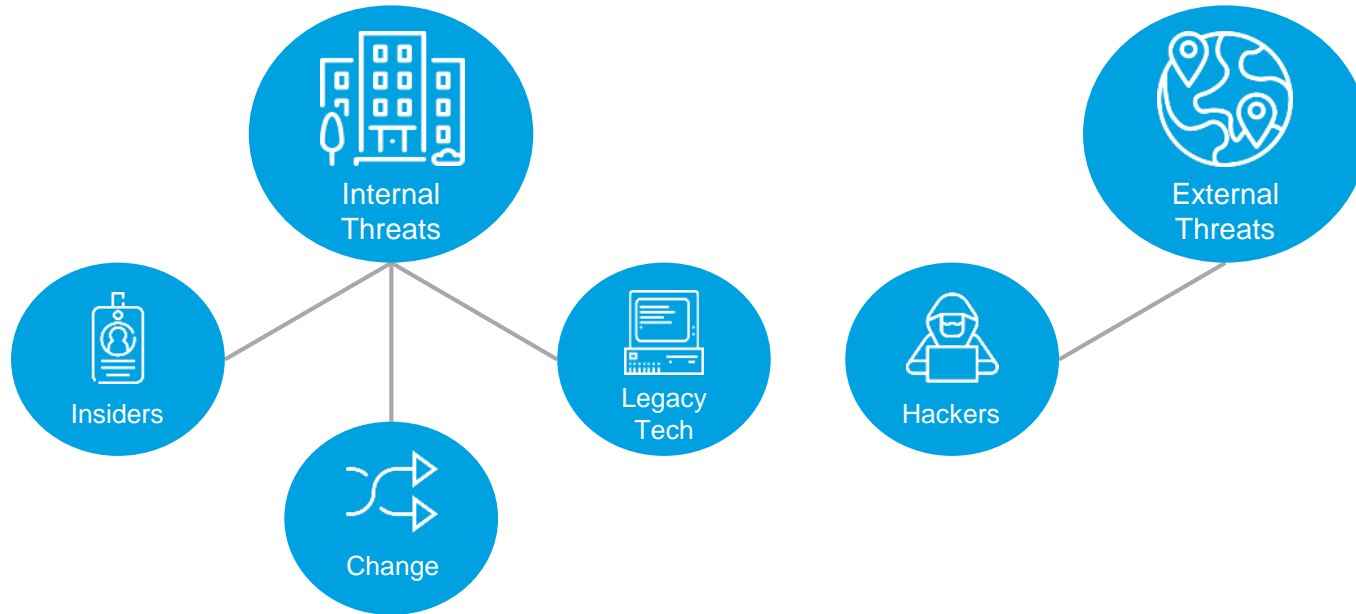 Internal
Threats
External
Threats
Insiders
Legacy
Tech
Hackers
Change